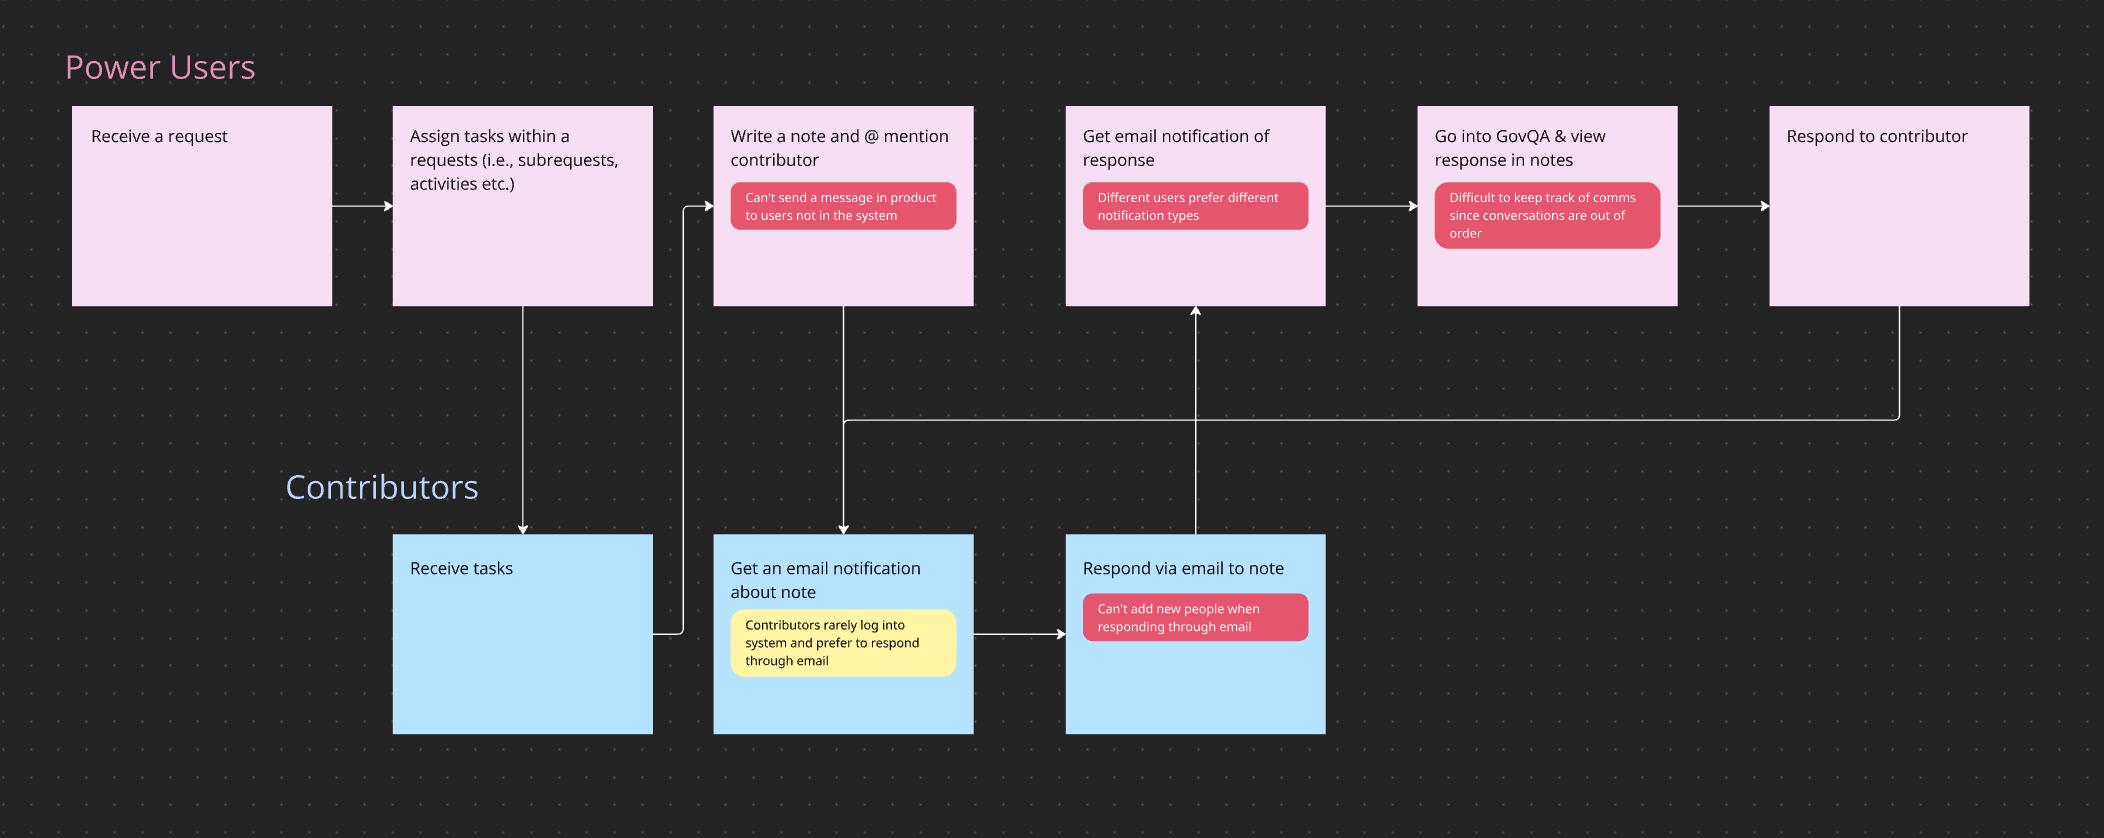 Power Users
Receive a request
Assign tasks within a
requests (i.e., subrequests,
activities etc.)
Write a note and @ mention
contributor
Can't send a message in product
to users not in the system
Get email notification of
response
Different users prefer different
notification types
Go into GovQA & view
response in notes
Difficult to keep track of comms
since conversations are out of
order
Respond to contributor
Contributors
Receive tasks
Get an email notification
about note
Contributors rarely log into
system and prefer to respond
through email
Respond via email to note
Can't add new people when
responding through email